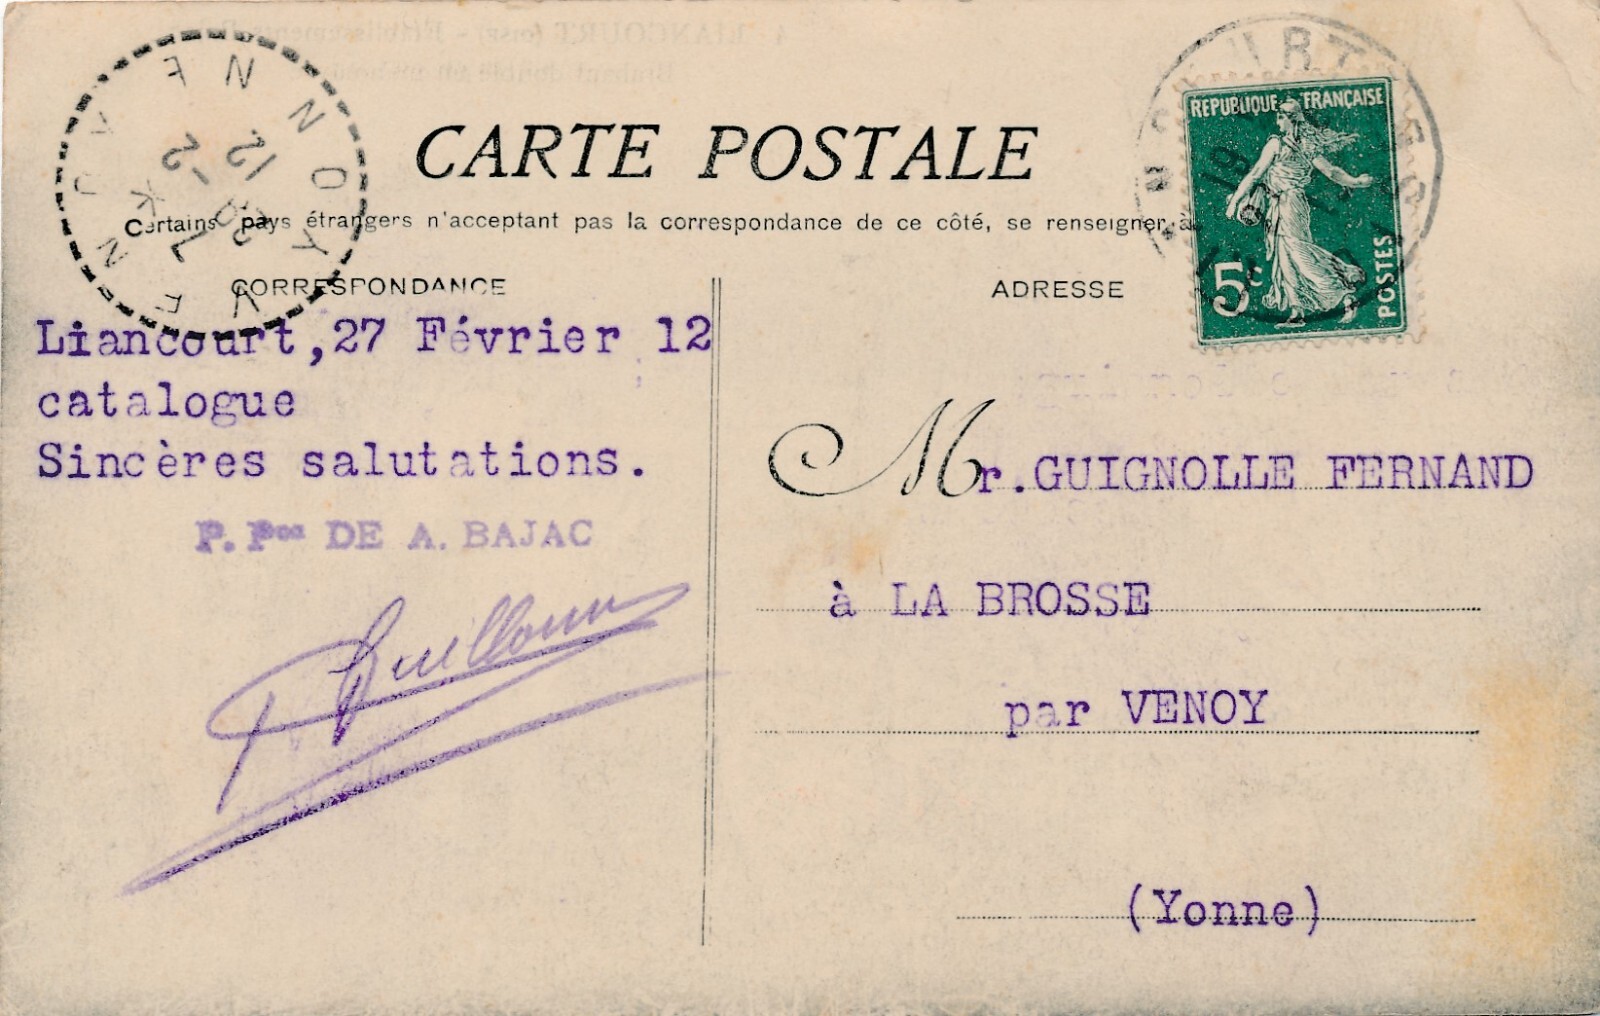 CARTE POSTALE
Certains pays étrangers n'acceptant pas la correspondance de ce côté, se renseigner à
CORRESPONDANCE
ADRESSE
REPUBLIQUE FRANÇAISE
5c
POSTES
Liancourt, 27 Février 12
catalogue
Sincères salutations.
P. Pon DE A. BAJAC
Mr. GUIGNOLLE FERNAND
à LA BROSSE
par VENOY
(Yonne)
VENOY
YONNE